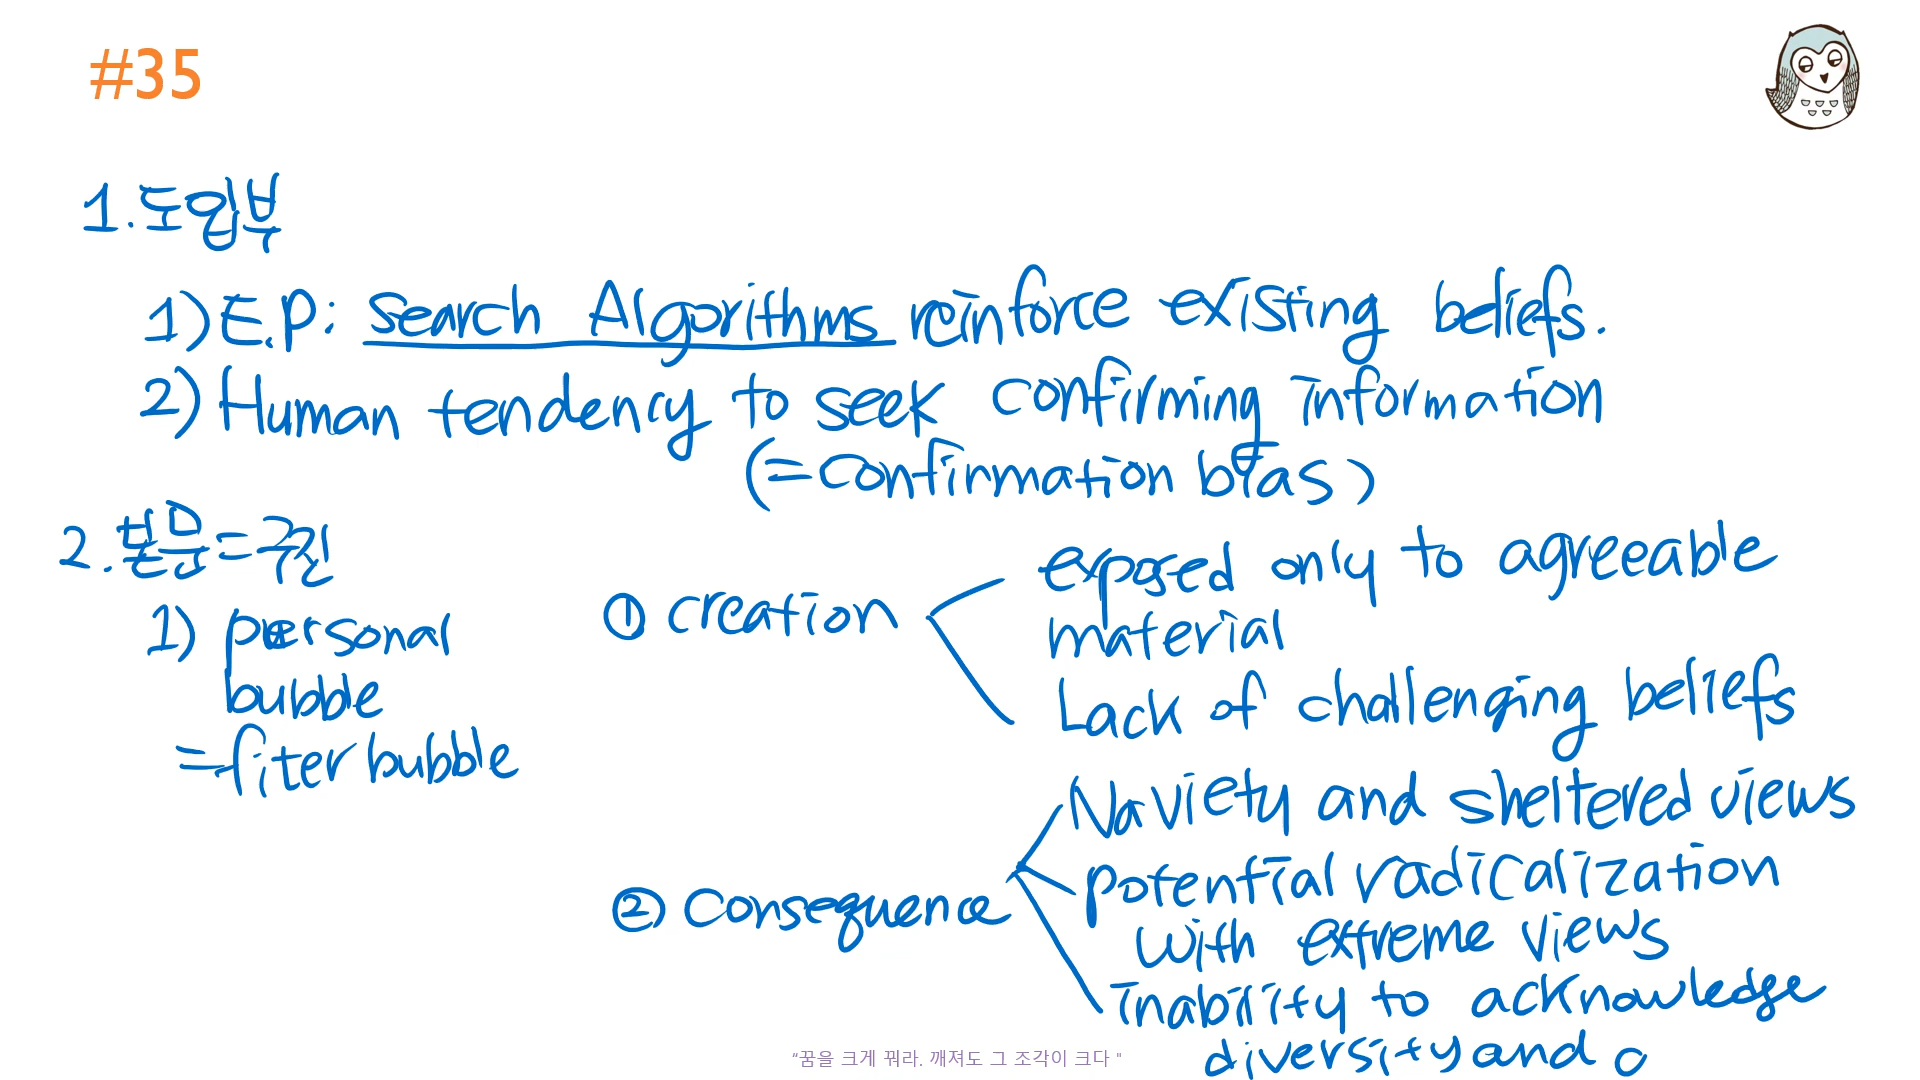 #35
1. 도입부
1) E.P: Search Algorithms reinforce existing beliefs.
2) Human tendency to seek confirming information
(= Confirmation bias)
2. 본문 = 구진
1) personal
bubble
= fiter bubble
① creation
exposed only to agreeable
material
Lack of challenging beliefs
② Consequence
Naviety and sheltered views
potential radicalization
with extreme views
inability to acknowledge
diversity and c
"꿈을 크게 꿔라. 깨져도 그 조각이 크다 "